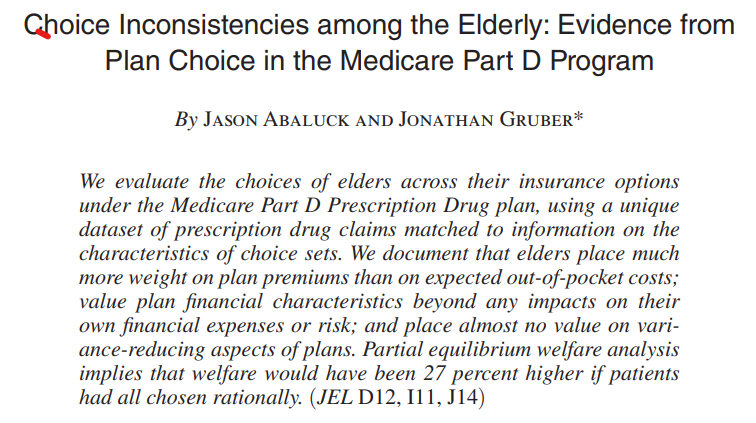 Choice Inconsistencies among the Elderly: Evidence from
Plan Choice in the Medicare Part D Program
By Jason Abaluck and Jonathan Gruber*
We evaluate the choices of elders across their insurance options
under the Medicare Part D Prescription Drug plan, using a unique
dataset of prescription drug claims matched to information on the
characteristics of choice sets. We document that elders place much
more weight on plan premiums than on expected out-of-pocket costs;
value plan financial characteristics beyond any impacts on their
own financial expenses or risk; and place almost no value on vari-
ance-reducing aspects of plans. Partial equilibrium welfare analysis
implies that welfare would have been 27 percent higher if patients
had all chosen rationally. (JEL D12, I11, J14)